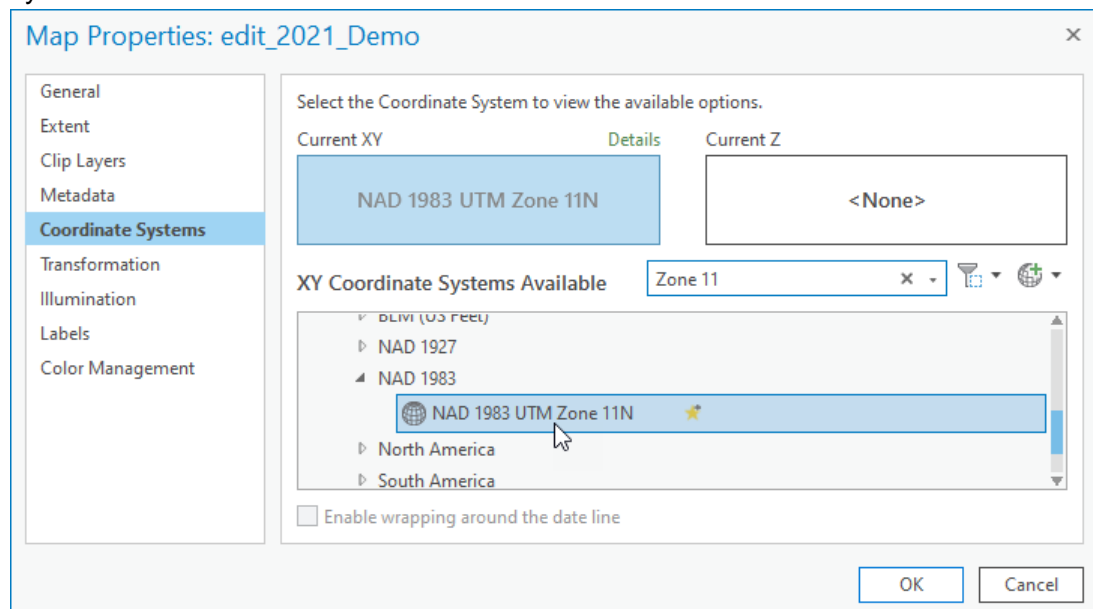 Map Properties: edit_2021_Demo
General
Extent
Clip Layers
Metadata
Coordinate Systems
Transformation
Illumination
Labels
Color Management
Select the Coordinate System to view the available options.
Current XY Details Current Z
NAD 1983 UTM Zone 11N <None>
XY Coordinate Systems Available Zone 11
BLM (US Feet)
NAD 1927
NAD 1983
NAD 1983 UTM Zone 11N
North America
South America
Enable wrapping around the date line
OK Cancel